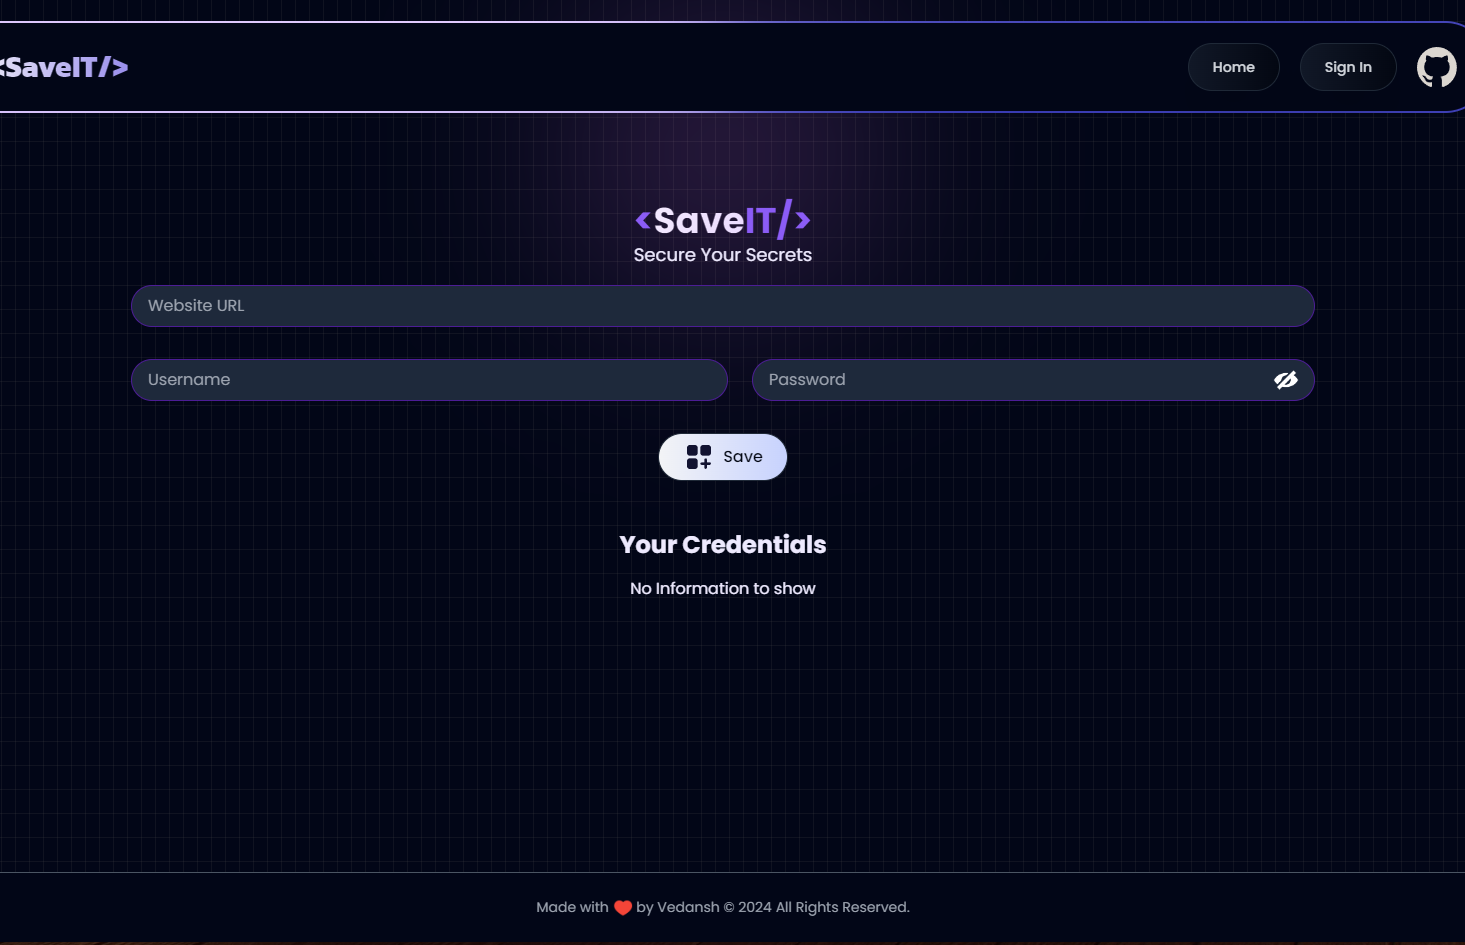 <SaveIT/>
Home
Sign In
<SaveIT/>
Secure Your Secrets
Website URL
Username
Password
Save
Your Credentials
No Information to show
Made with ❤️ by Vedansh © 2024 All Rights Reserved.